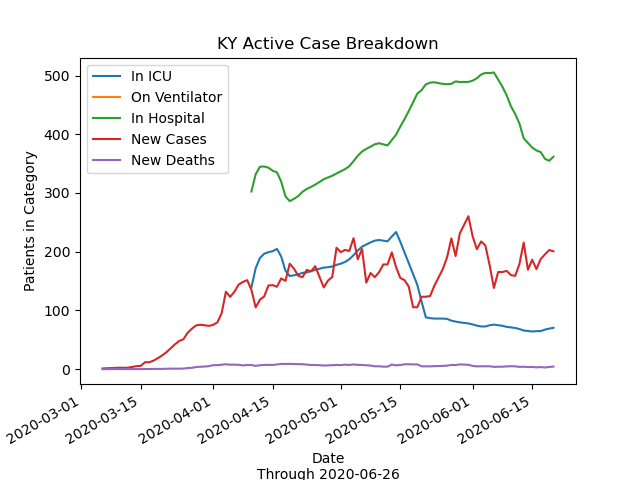 KY Active Case Breakdown
In ICU
On Ventilator
In Hospital
New Cases
New Deaths
Patients in Category
500
400
300
200
100
0
2020-03-01
2020-03-15
2020-04-01
2020-04-15
2020-05-01
2020-05-15
2020-06-01
2020-06-15
Date
Through 2020-06-26